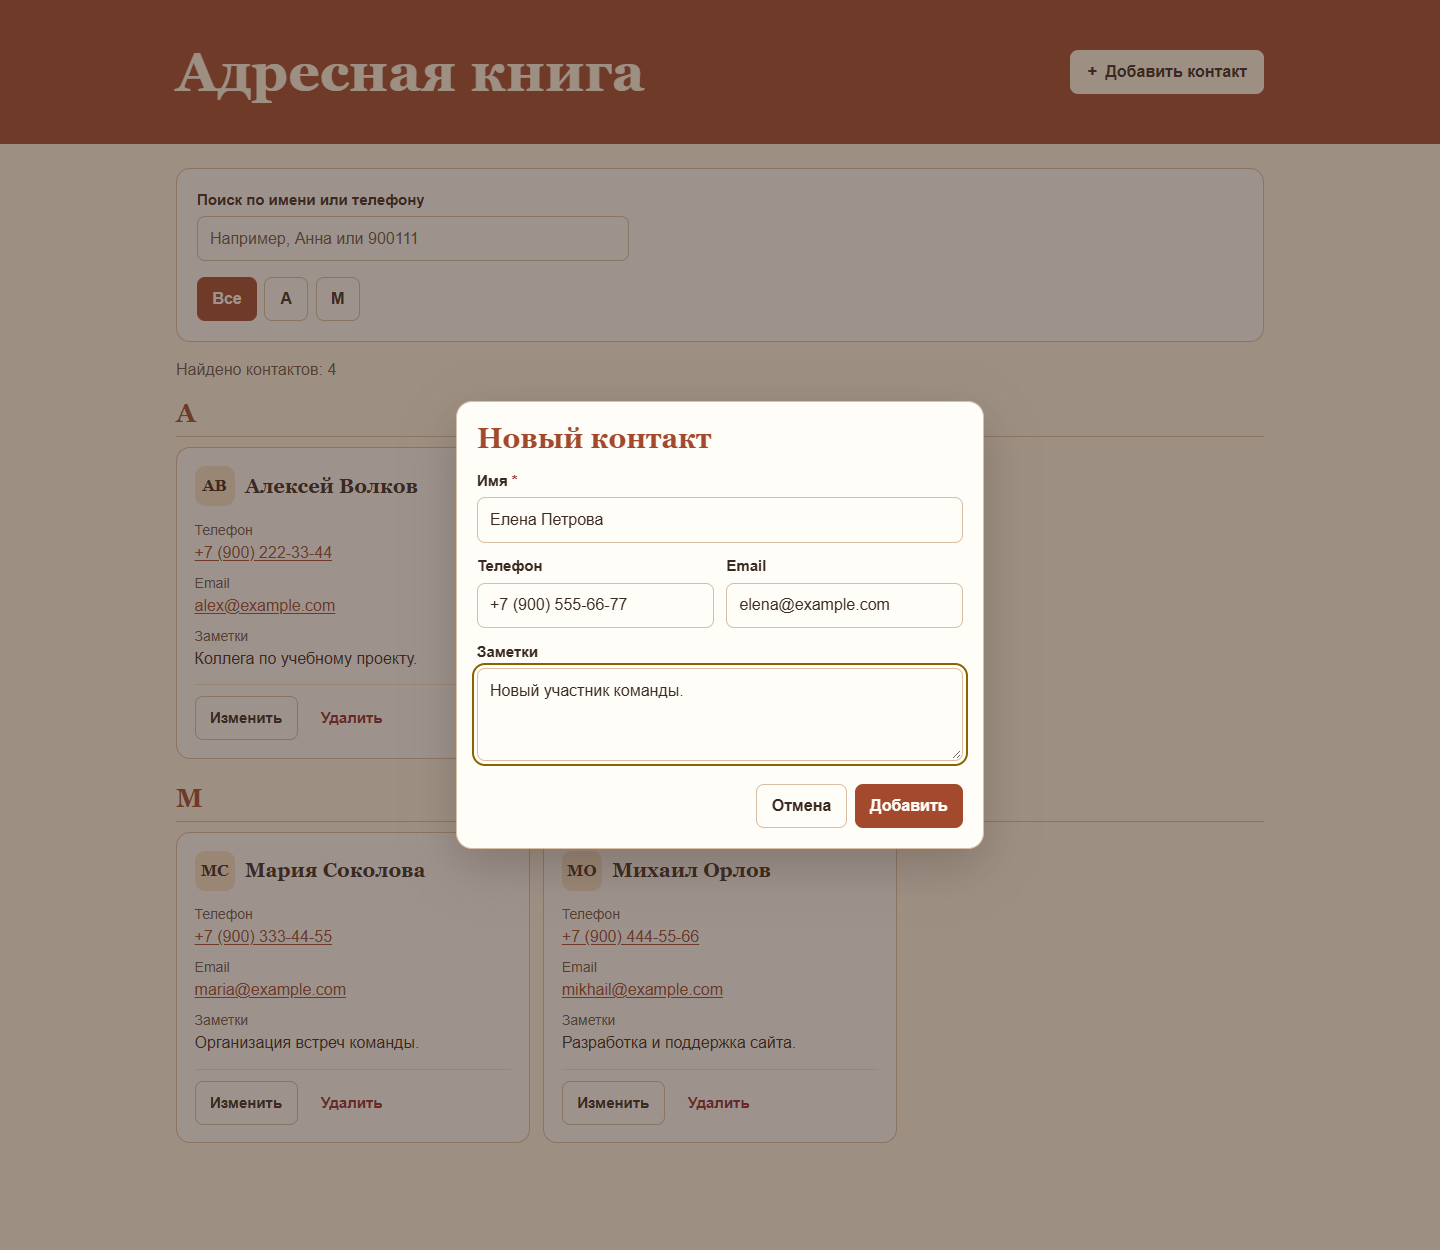 Адресная книга
+ Добавить контакт
Поиск по имени или телефону
Например, Анна или 900111
Все
А
М
Найдено контактов: 4
А
АВ
Алексей Волков
Телефон
+7 (900) 222-33-44
Email
alex@example.com
Заметки
Коллега по учебному проекту.
Изменить
Удалить
Новый контакт
Имя *
Елена Петрова
Телефон
Email
+7 (900) 555-66-77
elena@example.com
Заметки
Новый участник команды.
Отмена
Добавить
М
МС
Мария Соколова
Телефон
+7 (900) 333-44-55
Email
maria@example.com
Заметки
Организация встреч команды.
Изменить
Удалить
МО
Михаил Орлов
Телефон
+7 (900) 444-55-66
Email
mikhail@example.com
Заметки
Разработка и поддержка сайта.
Изменить
Удалить